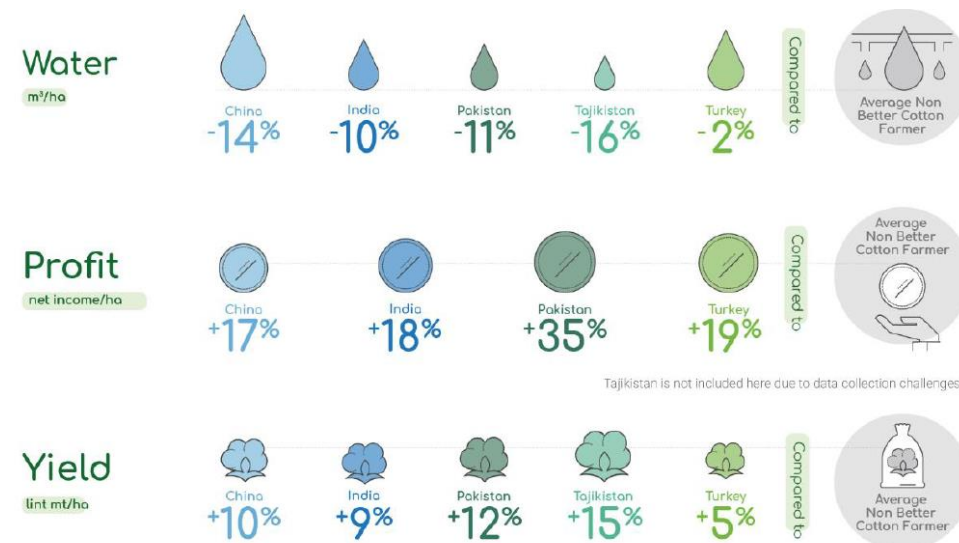 Water
m³/ha
China
-14%
India
-10%
Pakistan
-11%
Tajikistan
-16%
Turkey
-2%
Compared to
Average Non
Better Cotton
Farmer
Profit
net income/ha
China
+17%
India
+18%
Pakistan
+35%
Turkey
+19%
Compared to
Average
Non Better
Cotton Farmer
Tajikistan is not included here due to data collection challenges
Yield
lint mt/ha
China
+10%
India
+9%
Pakistan
+12%
Tajikistan
+15%
Turkey
+5%
Compared to
Average
Non Better
Cotton Farmer